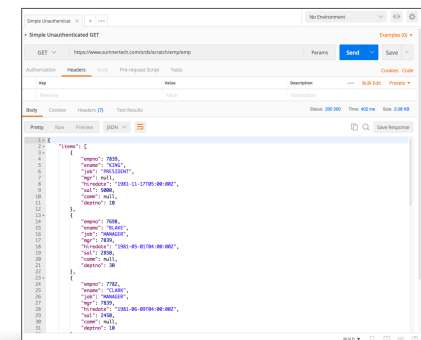 Simple Unauthenticat × + •••
No Environment
Simple Unauthenticated GET
Examples (0)
GET https://www.sumnertech.com/ords/scratch/emp/emp Params Send Save
Authorization Headers Body Pre-request Script Tests Cookies Code
Key Value Description ••• Bulk Edit Presets
New key Value Description
Body Cookies Headers (7) Test Results Status: 200 200 Time: 402 ms Size: 2.06 KB
Pretty Raw Preview JSON Save Response
1 {
2 "items": [
3 {
4 "empno": 7839,
5 "ename": "KING",
6 "job": "PRESIDENT",
7 "mgr": null,
8 "hiredate": "1981-11-17T05:00:00Z",
9 "sal": 5000,
10 "comm": null,
11 "deptno": 10
12 },
13 {
14 "empno": 7698,
15 "ename": "BLAKE",
16 "job": "MANAGER",
17 "mgr": 7839,
18 "hiredate": "1981-05-01T04:00:00Z",
19 "sal": 2850,
20 "comm": null,
21 "deptno": 30
22 },
23 {
24 "empno": 7782,
25 "ename": "CLARK",
26 "job": "MANAGER",
27 "mgr": 7839,
28 "hiredate": "1981-06-09T04:00:00Z",
29 "sal": 2450,
30 "comm": null,
31 "deptno": 10
BUILD